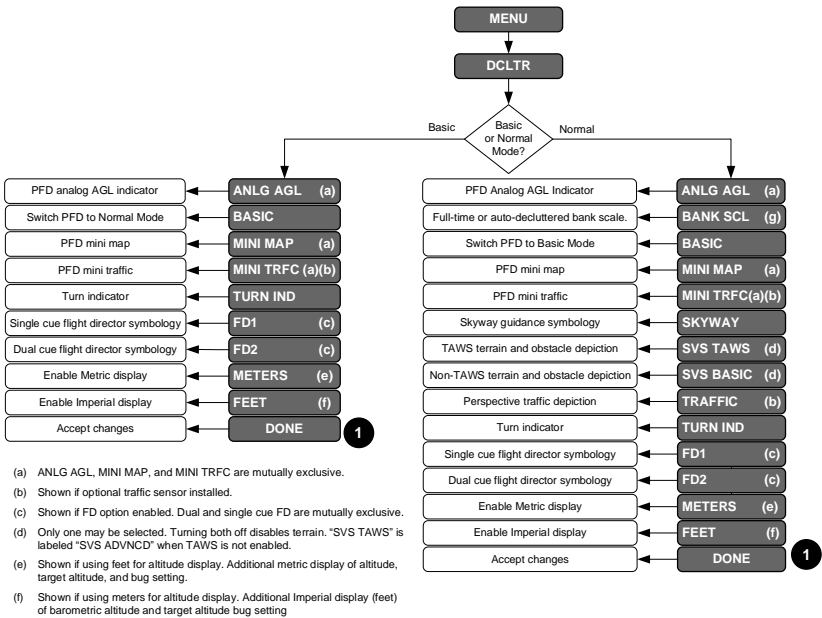 MENU
DCLTR
Basic
or Normal
Mode?
Basic
Normal
PFD analog AGL indicator
ANLG AGL (a)
Switch PFD to Normal Mode
BASIC
PFD mini map
MINI MAP (a)
PFD mini traffic
MINI TRFC (a)(b)
Turn indicator
TURN IND
Single cue flight director symbology
FD1 (c)
Dual cue flight director symbology
FD2 (c)
Enable Metric display
METERS (e)
Enable Imperial display
FEET (f)
Accept changes
DONE
1
PFD Analog AGL Indicator
ANLG AGL (a)
Full-time or auto-decluttered bank scale.
BANK SCL (g)
Switch PFD to Basic Mode
BASIC
PFD mini map
MINI MAP (a)
PFD mini traffic
MINI TRFC(a)(b)
Skyway guidance symbology
SKYWAY
TAWS terrain and obstacle depiction
SVS TAWS (d)
Non-TAWS terrain and obstacle depiction
SVS BASIC (d)
Perspective traffic depiction
TRAFFIC (b)
Turn indicator
TURN IND
Single cue flight director symbology
FD1 (c)
Dual cue flight director symbology
FD2 (c)
Enable Metric display
METERS (e)
Enable Imperial display
FEET (f)
Accept changes
DONE
1
(a) ANLG AGL, MINI MAP, and MINI TRFC are mutually exclusive.
(b) Shown if optional traffic sensor installed.
(c) Shown if FD option enabled. Dual and single cue FD are mutually exclusive.
(d) Only one may be selected. Turning both off disables terrain. “SVS TAWS” is
labeled “SVS ADVNCD” when TAWS is not enabled.
(e) Shown if using feet for altitude display. Additional metric display of altitude,
target altitude, and bug setting.
(f) Shown if using meters for altitude display. Additional Imperial display (feet)
of barometric altitude and target altitude bug setting